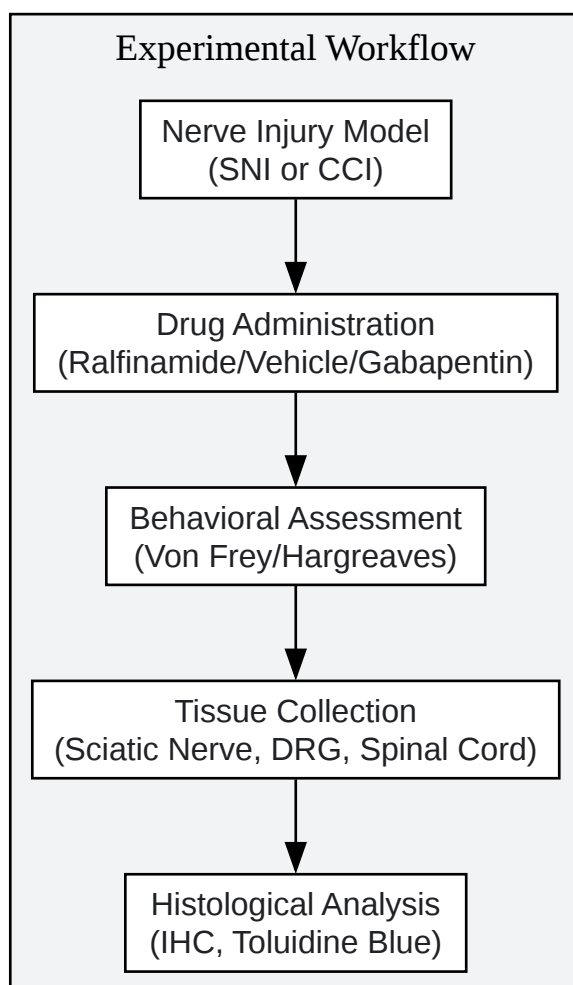 Experimental Workflow
Nerve Injury Model
(SNI or CCI)
Drug Administration
(Ralfinamide/Vehicle/Gabapentin)
Behavioral Assessment
(Von Frey/Hargreaves)
Tissue Collection
(Sciatic Nerve, DRG, Spinal Cord)
Histological Analysis
(IHC, Toluidine Blue)